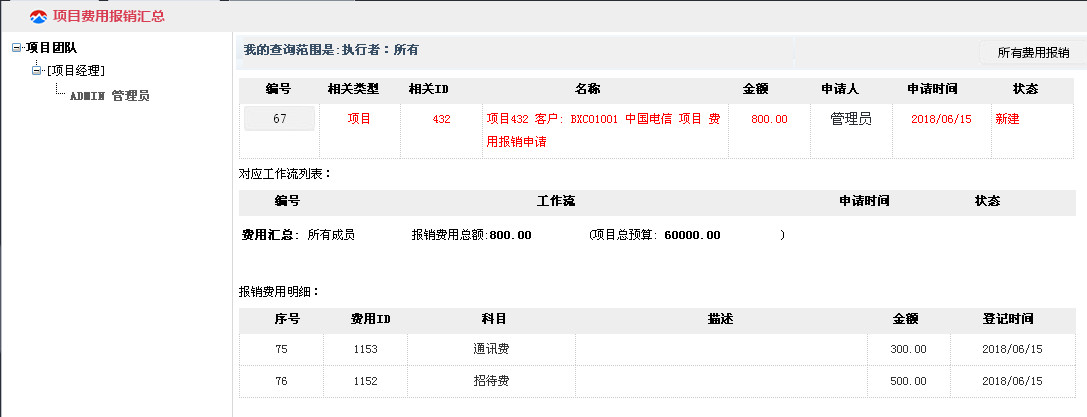 项目费用报销汇总
项目团队
[项目经理]
ADMIN 管理员
我的查询范围是:执行者：所有
所有费用报销
编号 相关类型 相关ID 名称 金额 申请人 申请时间 状态
67 项目 432 项目432 客户: BXC01001 中国电信 项目 费 800.00 管理员 2018/06/15 新建
用报销申请
对应工作流列表：
编号 工作流 申请时间 状态
费用汇总: 所有成员 报销费用总额:800.00 (项目总预算: 60000.00 )
报销费用明细：
序号 费用ID 科目 描述 金额 登记时间
75 1153 通讯费 300.00 2018/06/15
76 1152 招待费 500.00 2018/06/15